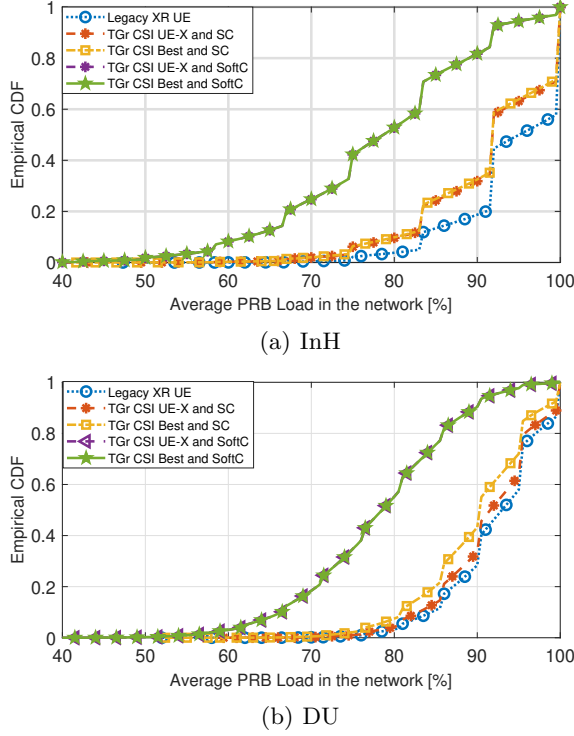 1
0.8
0.6
0.4
0.2
0
Empirical CDF
Legacy XR UE
TGr CSI UE-X and SC
TGr CSI Best and SC
TGr CSI UE-X and SoftC
TGr CSI Best and SoftC
40 50 60 70 80 90 100
Average PRB Load in the network [%]
(a) InH
1
0.8
0.6
0.4
0.2
0
Empirical CDF
Legacy XR UE
TGr CSI UE-X and SC
TGr CSI Best and SC
TGr CSI UE-X and SoftC
TGr CSI Best and SoftC
40 50 60 70 80 90 100
Average PRB Load in the network [%]
(b) DU